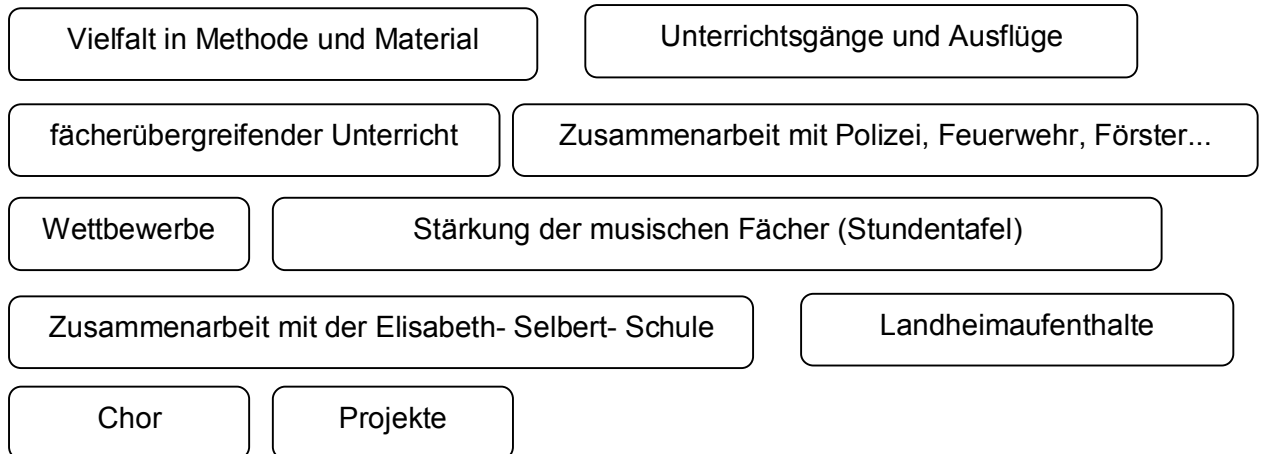 Vielfalt in Methode und Material
Unterrichtsgänge und Ausflüge
fächerübergreifender Unterricht
Zusammenarbeit mit Polizei, Feuerwehr, Förster...
Wettbewerbe
Stärkung der musischen Fächer (Stundentafel)
Zusammenarbeit mit der Elisabeth- Selbert- Schule
Landheimaufenthalte
Chor
Projekte